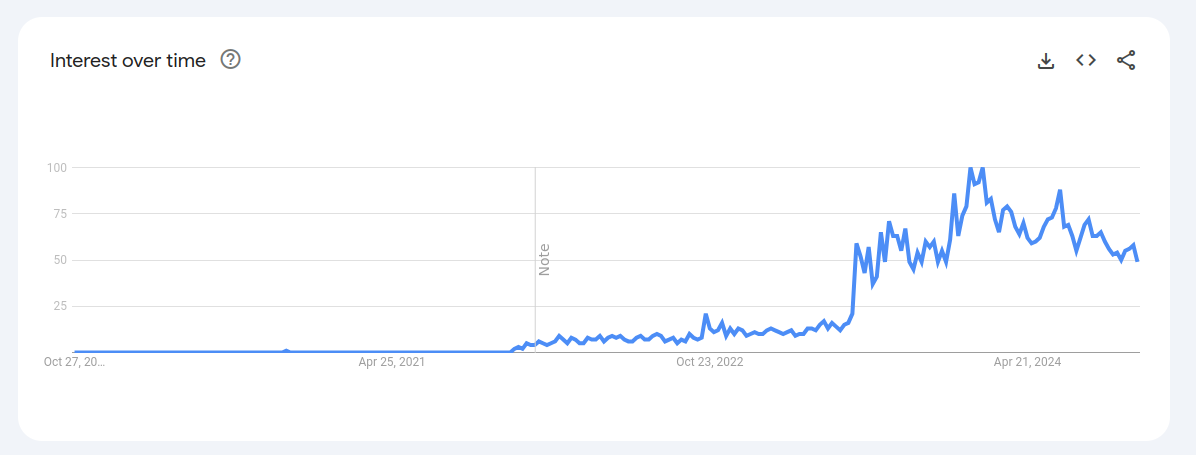 Interest over time
100
75
50
25
Note
Oct 27, 20...
Apr 25, 2021
Oct 23, 2022
Apr 21, 2024